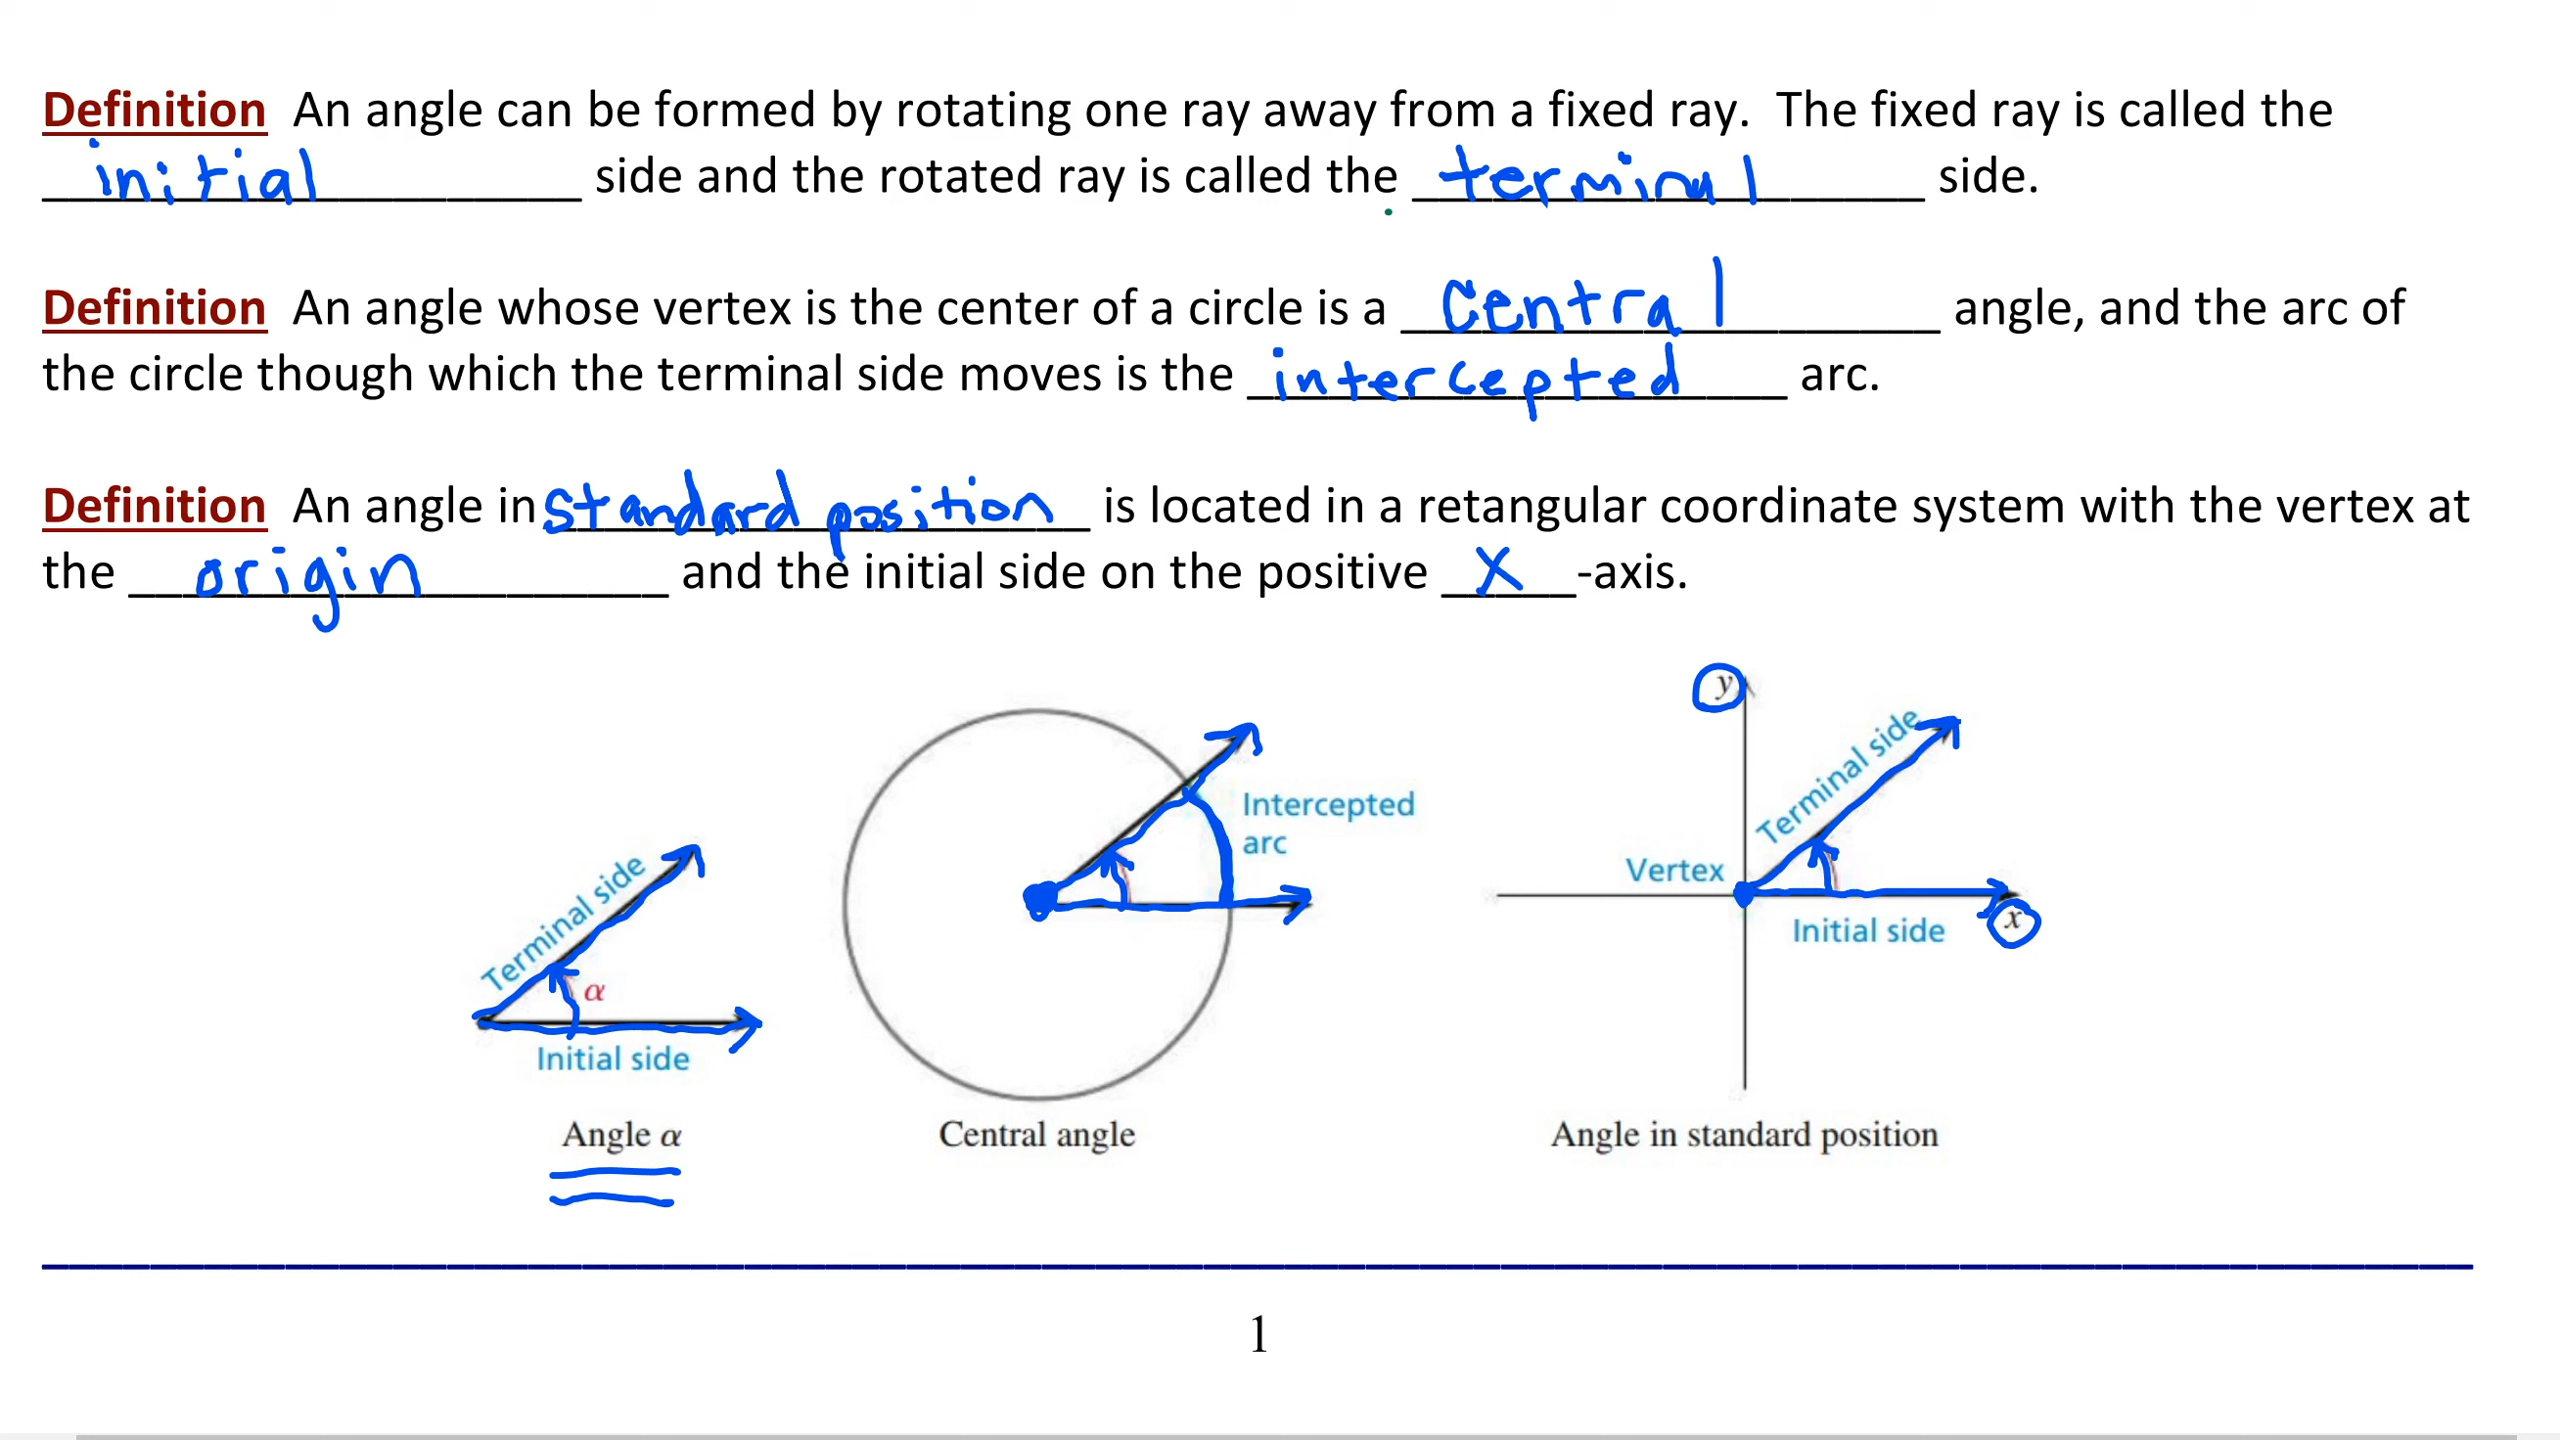 Definition An angle can be formed by rotating one ray away from a fixed ray. The fixed ray is called the
initial side and the rotated ray is called the terminal side.
Definition An angle whose vertex is the center of a circle is a central angle, and the arc of
the circle though which the terminal side moves is the intercepted arc.
Definition An angle in standard position is located in a retangular coordinate system with the vertex at
the origin and the initial side on the positive x -axis.
Terminal side
α
Initial side
Angle α
Intercepted
arc
Central angle
y
Terminal side
Vertex
Initial side
x
Angle in standard position
1